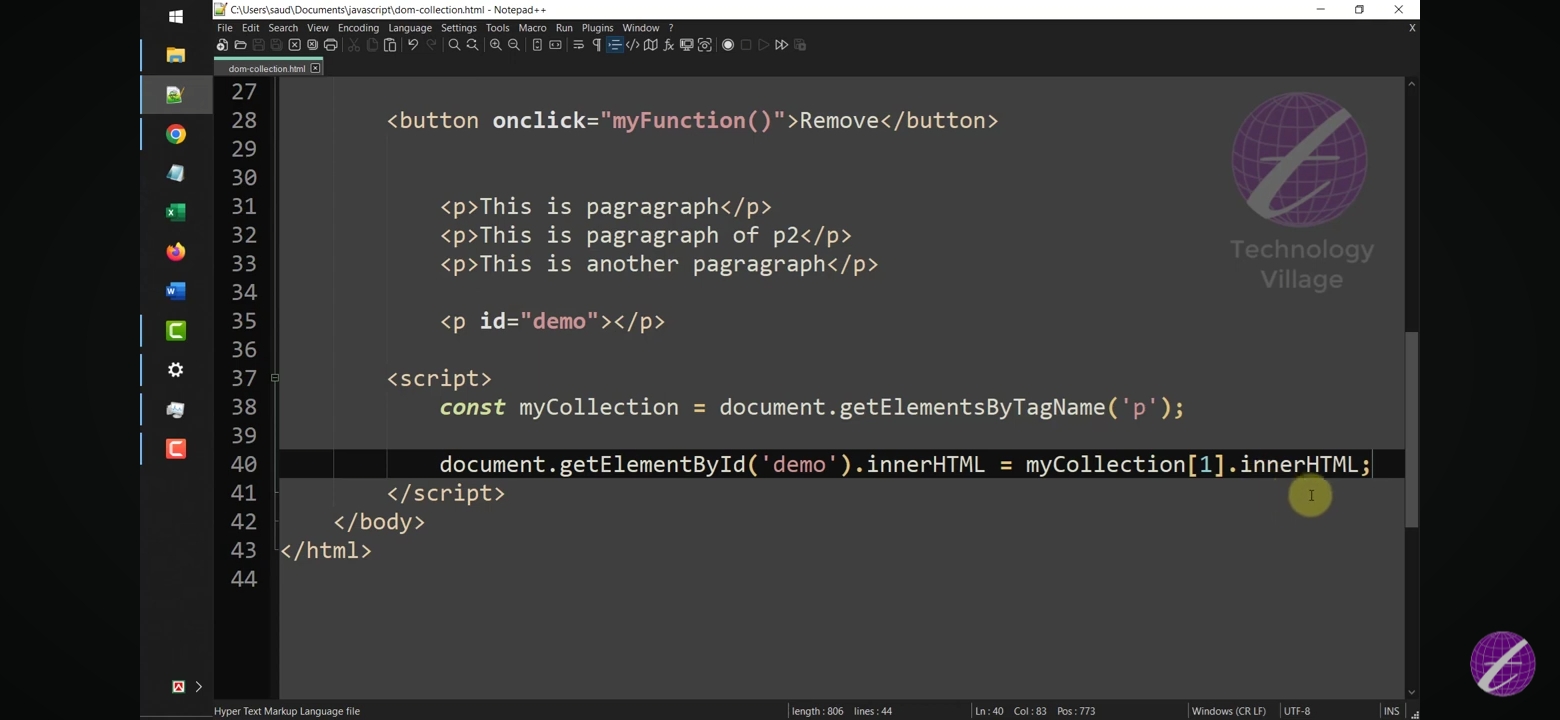 C:\Users\saud\Documents\javascript\dom-collection.html - Notepad++
File Edit Search View Encoding Language Settings Tools Macro Run Plugins Window ? X
dom-collection.html
27
28 <button onclick="myFunction()">Remove</button>
29
30
31 <p>This is pagragraph</p>
32 <p>This is pagragraph of p2</p>
33 <p>This is another pagragraph</p>
34
35 <p id="demo"></p>
36
37 <script>
38 const myCollection = document.getElementsByTagName('p');
39
40 document.getElementById('demo').innerHTML = myCollection[1].innerHTML;
41 </script>
42 </body>
43 </html>
44
Technology
Village
Hyper Text Markup Language file length : 806 lines : 44 Ln : 40 Col : 83 Pos : 773 Windows (CR LF) UTF-8 INS